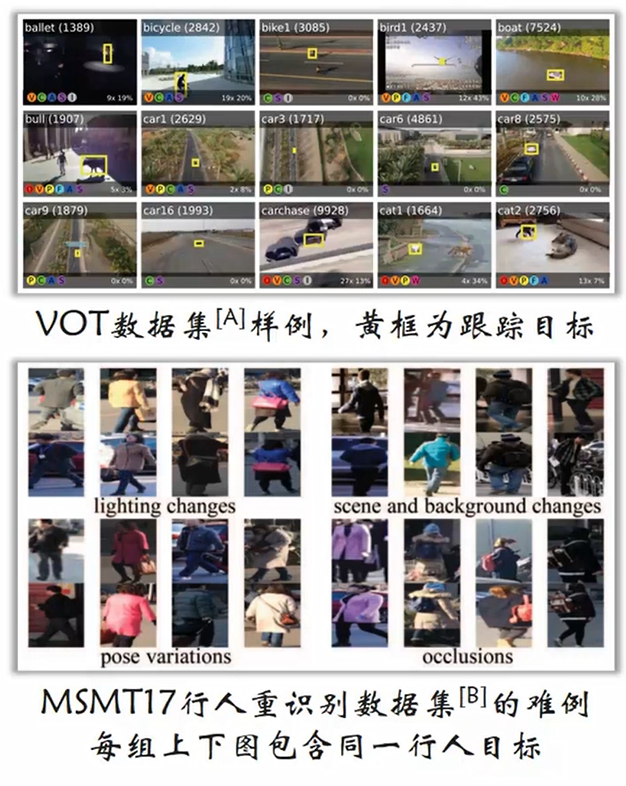 ballet (1389)
bicycle (2842)
bike1 (3085)
bird1 (2437)
boat (7524)
V C A S I
9x 19%
V C A S
19x 20%
C S I
0x 0%
V P F A S
12x 43%
V C F A S W
10x 28%
bull (1907)
car1 (2629)
car3 (1717)
car6 (4861)
car8 (2575)
O V P F A S
5x 3%
V P C A S
2x 8%
P C I
0x 0%
S
0x 0%
C
0x 0%
car9 (1879)
car16 (1993)
carchase (9928)
cat1 (1664)
cat2 (2756)
P C A S
0x 0%
C S
0x 0%
O V C S I
27x 13%
O V P W
4x 34%
O V P F A
13x 7%
VOT数据集[A]样例，黄框为跟踪目标
lighting changes
scene and background changes
pose variations
occlusions
MSMT17行人重识别数据集[B]的难例
每组上下图包含同一行人目标